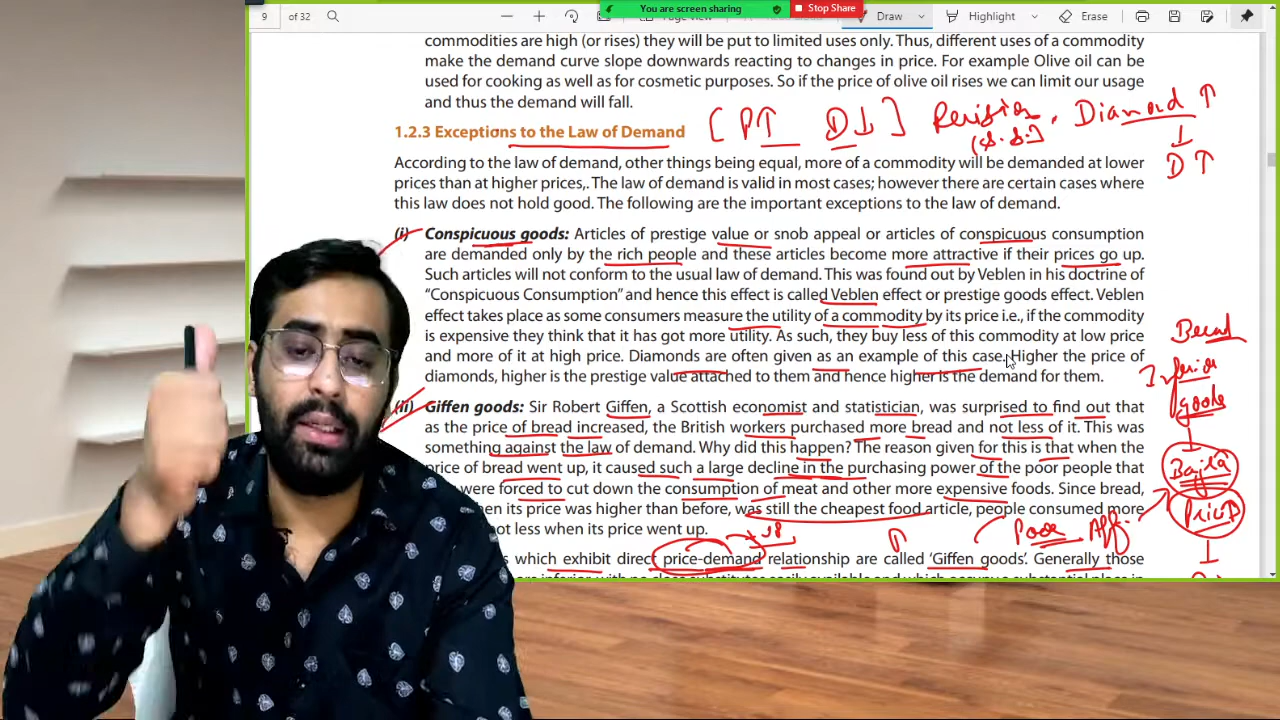 9 of 32
You are screen sharing
Stop Share
Draw
Highlight
Erase
commodities are high (or rises) they will be put to limited uses only. Thus, different uses of a commodity
make the demand curve slope downwards reacting to changes in price. For example Olive oil can be
used for cooking as well as for cosmetic purposes. So if the price of olive oil rises we can limit our usage
and thus the demand will fall.
[ P↑ D↓ ]
Diamond ↑
↓
D ↑
1.2.3 Exceptions to the Law of Demand
According to the law of demand, other things being equal, more of a commodity will be demanded at lower
prices than at higher prices,. The law of demand is valid in most cases; however there are certain cases where
this law does not hold good. The following are the important exceptions to the law of demand.
(i) Conspicuous goods: Articles of prestige value or snob appeal or articles of conspicuous consumption
are demanded only by the rich people and these articles become more attractive if their prices go up.
Such articles will not conform to the usual law of demand. This was found out by Veblen in his doctrine of
“Conspicuous Consumption” and hence this effect is called Veblen effect or prestige goods effect. Veblen
effect takes place as some consumers measure the utility of a commodity by its price i.e., if the commodity
is expensive they think that it has got more utility. As such, they buy less of this commodity at low price
and more of it at high price. Diamonds are often given as an example of this case. Higher the price of
diamonds, higher is the prestige value attached to them and hence higher is the demand for them.
Bread
Inferior
goods
Bajra
Price
(ii) Giffen goods: Sir Robert Giffen, a Scottish economist and statistician, was surprised to find out that
as the price of bread increased, the British workers purchased more bread and not less of it. This was
something against the law of demand. Why did this happen? The reason given for this is that when the
price of bread went up, it caused such a large decline in the purchasing power of the poor people that
were forced to cut down the consumption of meat and other more expensive foods. Since bread,
when its price was higher than before, was still the cheapest food article, people consumed more
not less when its price went up.
Poor Aff.
which exhibit direct price-demand relationship are called ‘Giffen goods’. Generally those